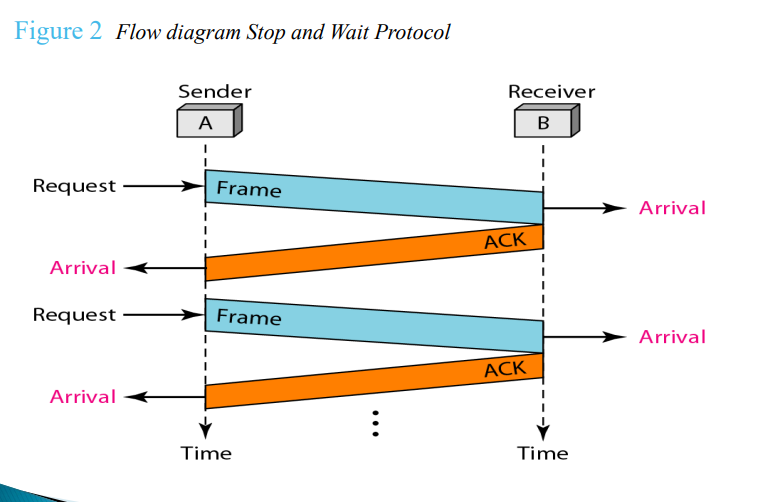 Figure 2 Flow diagram Stop and Wait Protocol
Sender
Receiver
A
B
Request
Frame
Arrival
ACK
Arrival
Request
Frame
Arrival
ACK
Arrival
Time
Time